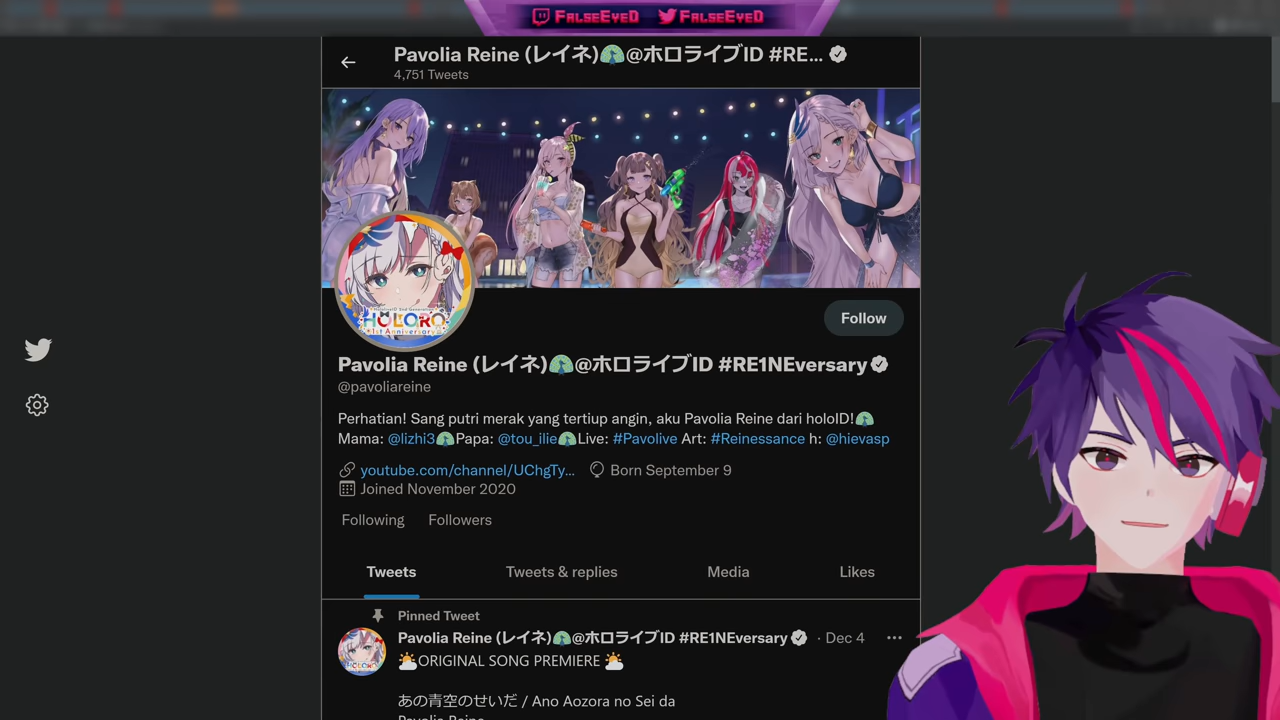 FALSEEYED FALSEEYED
Pavolia Reine (レイネ)@ホロライブID #RE...
4,751 Tweets
HOLORO
1st Anniversary
Follow
Pavolia Reine (レイネ)@ホロライブID #RE1NEversary
@pavoliareine
Perhatian! Sang putri merak yang tertiup angin, aku Pavolia Reine dari holoID!
Mama: @lizhi3 Papa: @tou_ilie Live: #Pavolive Art: #Reinessance h: @hievasp
youtube.com/channel/UChgTy... Born September 9
Joined November 2020
Following Followers
Tweets Tweets & replies Media Likes
Pinned Tweet
Pavolia Reine (レイネ)@ホロライブID #RE1NEversary · Dec 4 ...
ORIGINAL SONG PREMIERE
あの青空のせいだ / Ano Aozora no Sei da
Pavolia Reine